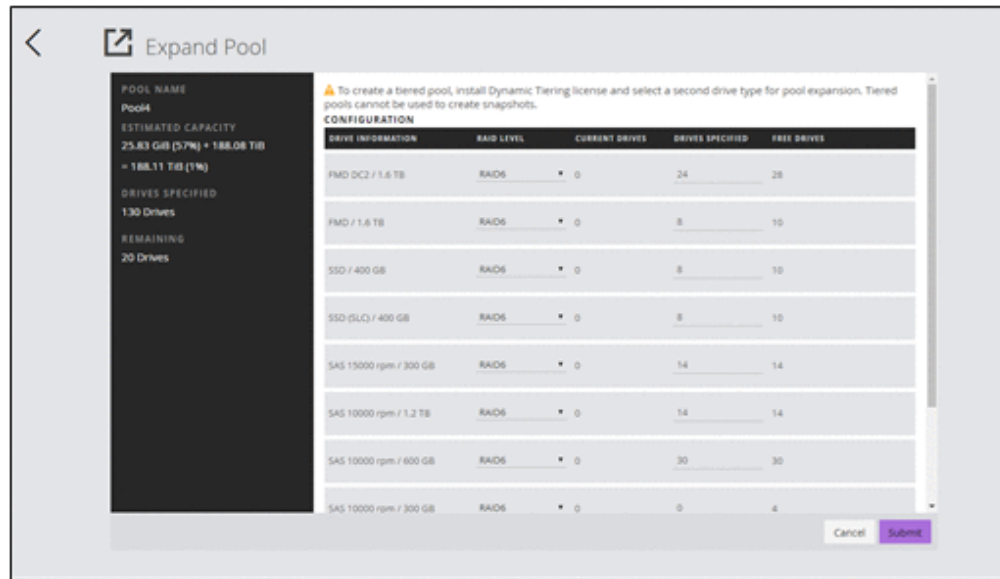 Expand Pool
POOL NAME
Pool4
ESTIMATED CAPACITY
25.83 GiB (57%) + 188.08 TiB
= 188.11 TiB (1%)
DRIVES SPECIFIED
130 Drives
REMAINING
20 Drives
To create a tiered pool, install Dynamic Tiering license and select a second drive type for pool expansion. Tiered
pools cannot be used to create snapshots.
CONFIGURATION
DRIVE INFORMATION RAID LEVEL CURRENT DRIVES DRIVES SPECIFIED FREE DRIVES
FMD DC2 / 1.6 TB RAID6 0 24 28
FMD / 1.6 TB RAID6 0 8 10
SSD / 400 GB RAID6 0 8 10
SSD (SLC) / 400 GB RAID6 0 8 10
SAS 15000 rpm / 300 GB RAID6 0 14 14
SAS 10000 rpm / 1.2 TB RAID6 0 14 14
SAS 10000 rpm / 600 GB RAID6 0 30 30
SAS 10000 rpm / 300 GB RAID6 0 0 4
Cancel Submit